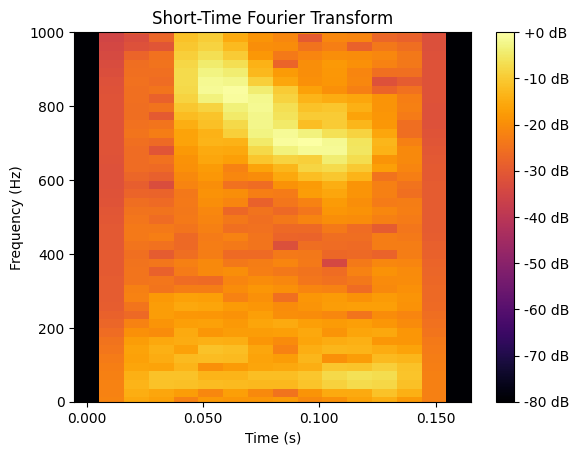 Short-Time Fourier Transform
1000
800
600
400
200
0
Frequency (Hz)
0.000
0.050
0.100
0.150
Time (s)
+0 dB
-10 dB
-20 dB
-30 dB
-40 dB
-50 dB
-60 dB
-70 dB
-80 dB